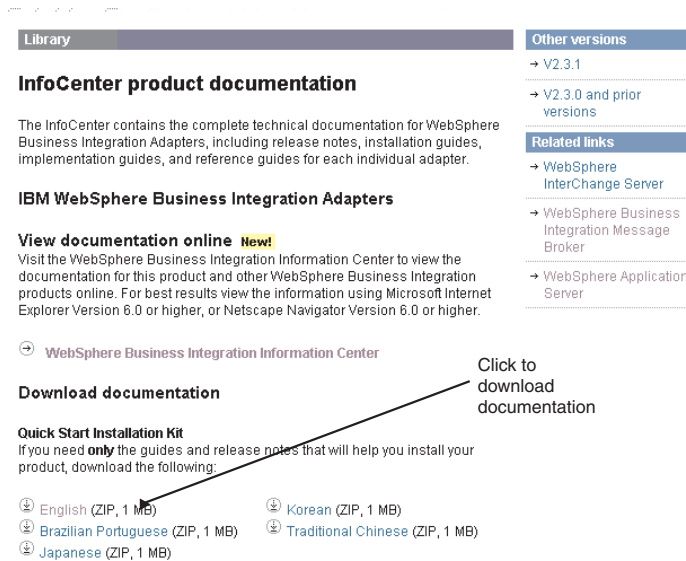 Library
InfoCenter product documentation
The InfoCenter contains the complete technical documentation for WebSphere
Business Integration Adapters, including release notes, installation guides,
implementation guides, and reference guides for each individual adapter.
IBM WebSphere Business Integration Adapters
View documentation online New!
Visit the WebSphere Business Integration Information Center to view the
documentation for this product and other WebSphere Business Integration
products online. For best results view the information using Microsoft Internet
Explorer Version 6.0 or higher, or Netscape Navigator Version 6.0 or higher.
WebSphere Business Integration Information Center
Download documentation
Quick Start Installation Kit
If you need only the guides and release notes that will help you install your
product, download the following:
English (ZIP, 1 MB)
Brazilian Portuguese (ZIP, 1 MB)
Japanese (ZIP, 1 MB)
Korean (ZIP, 1 MB)
Traditional Chinese (ZIP, 1 MB)
Click to
download
documentation
Other versions
V2.3.1
V2.3.0 and prior
versions
Related links
WebSphere
InterChange Server
WebSphere Business
Integration Message
Broker
WebSphere Application
Server